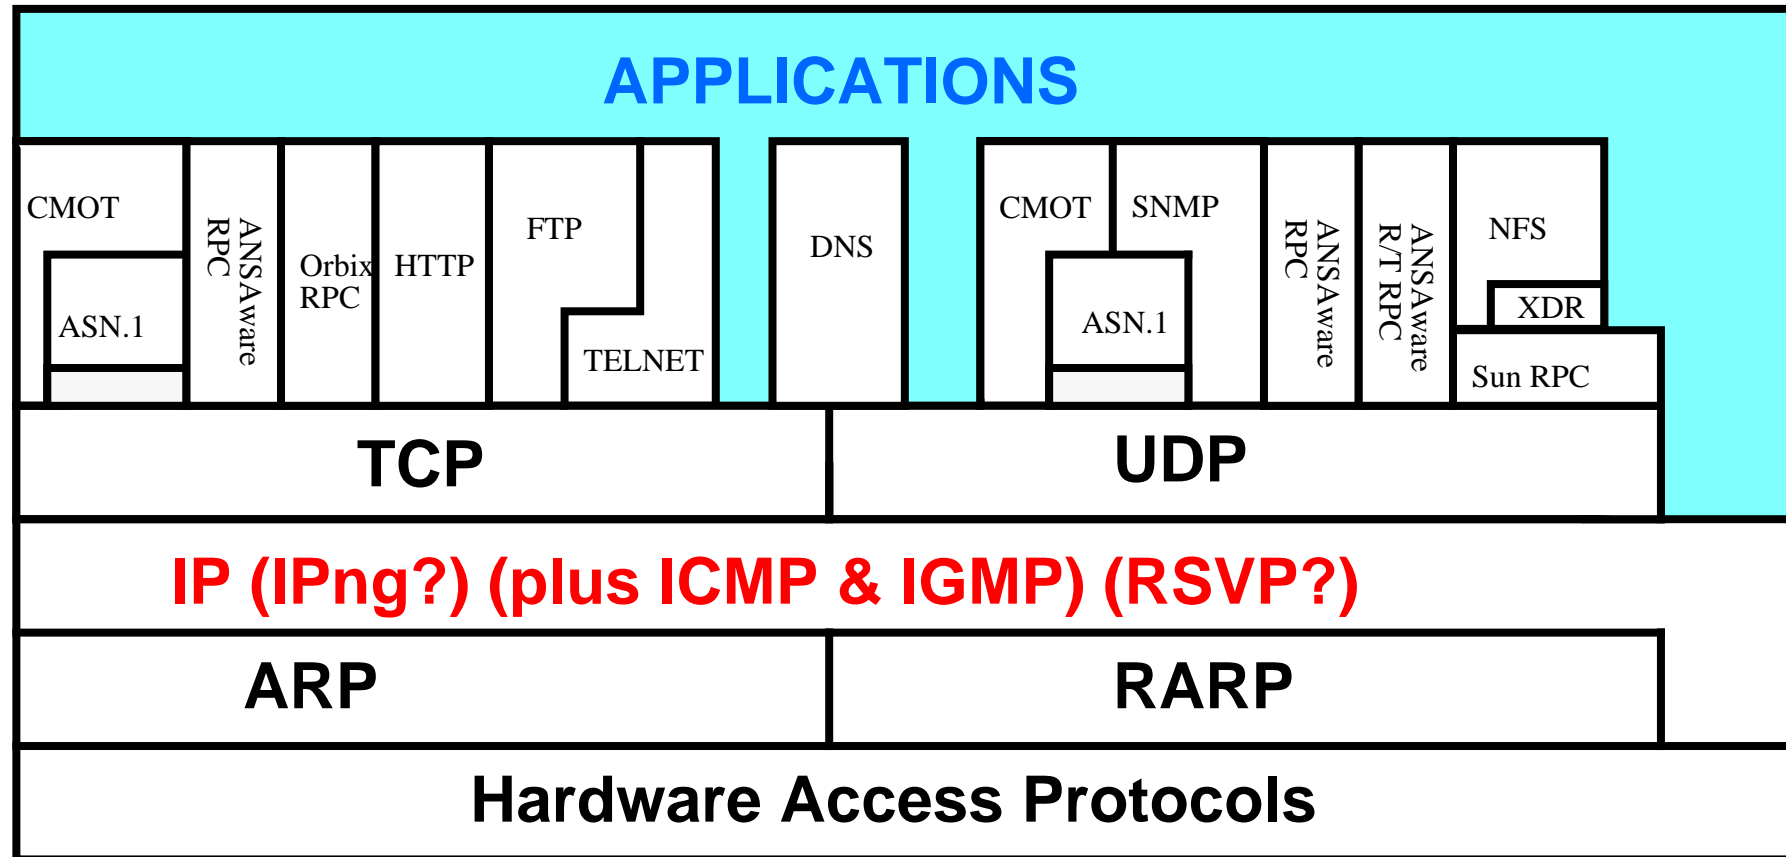 APPLICATIONS
CMOT
ASN.1
ANSAware
RPC
Orbix
RPC
HTTP
FTP
TELNET
DNS
CMOT
SNMP
ASN.1
ANSAware
RPC
ANSAware
R/T RPC
NFS
XDR
Sun RPC
TCP
UDP
IP (IPng?) (plus ICMP & IGMP) (RSVP?)
ARP
RARP
Hardware Access Protocols